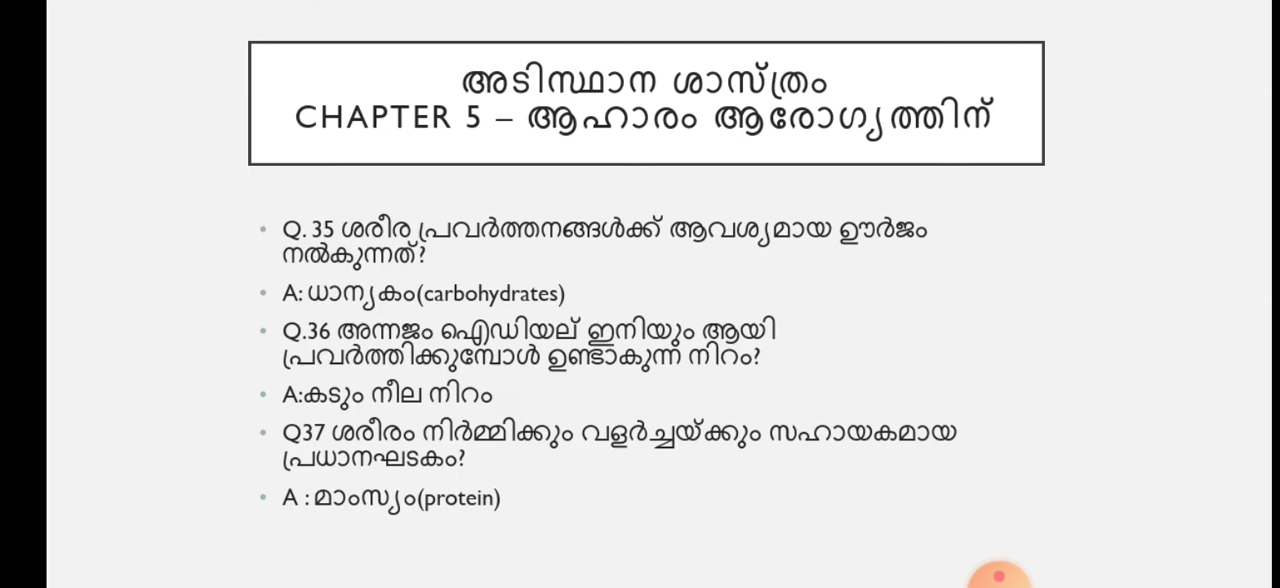 അടിസ്ഥാന ശാസ്ത്രം
CHAPTER 5 – ആഹാരം ആരോഗ്യത്തിന്
• Q. 35 ശരീര പ്രവർത്തനങ്ങൾക്ക് ആവശ്യമായ ഊർജം
നൽകുന്നത്?
• A: ധാന്യകം(carbohydrates)
• Q.36 അന്നജം ഐഡിയല് ഇനിയും ആയി
പ്രവർത്തിക്കുമ്പോൾ ഉണ്ടാകുന്ന നിറം?
• A:കടും നീല നിറം
• Q37 ശരീരം നിർമ്മിക്കും വളർച്ചയ്ക്കും സഹായകമായ
പ്രധാനഘടകം?
• A : മാംസ്യം(protein)